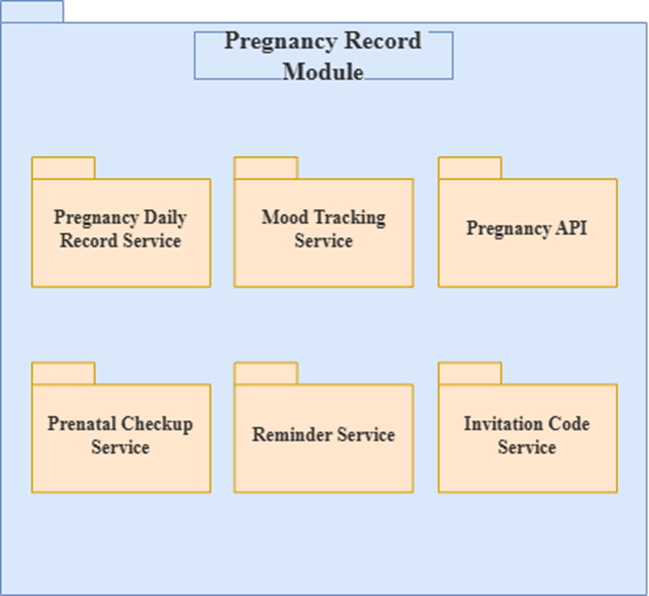 Pregnancy Record
Module
Pregnancy Daily
Record Service
Mood Tracking
Service
Pregnancy API
Prenatal Checkup
Service
Reminder Service
Invitation Code
Service